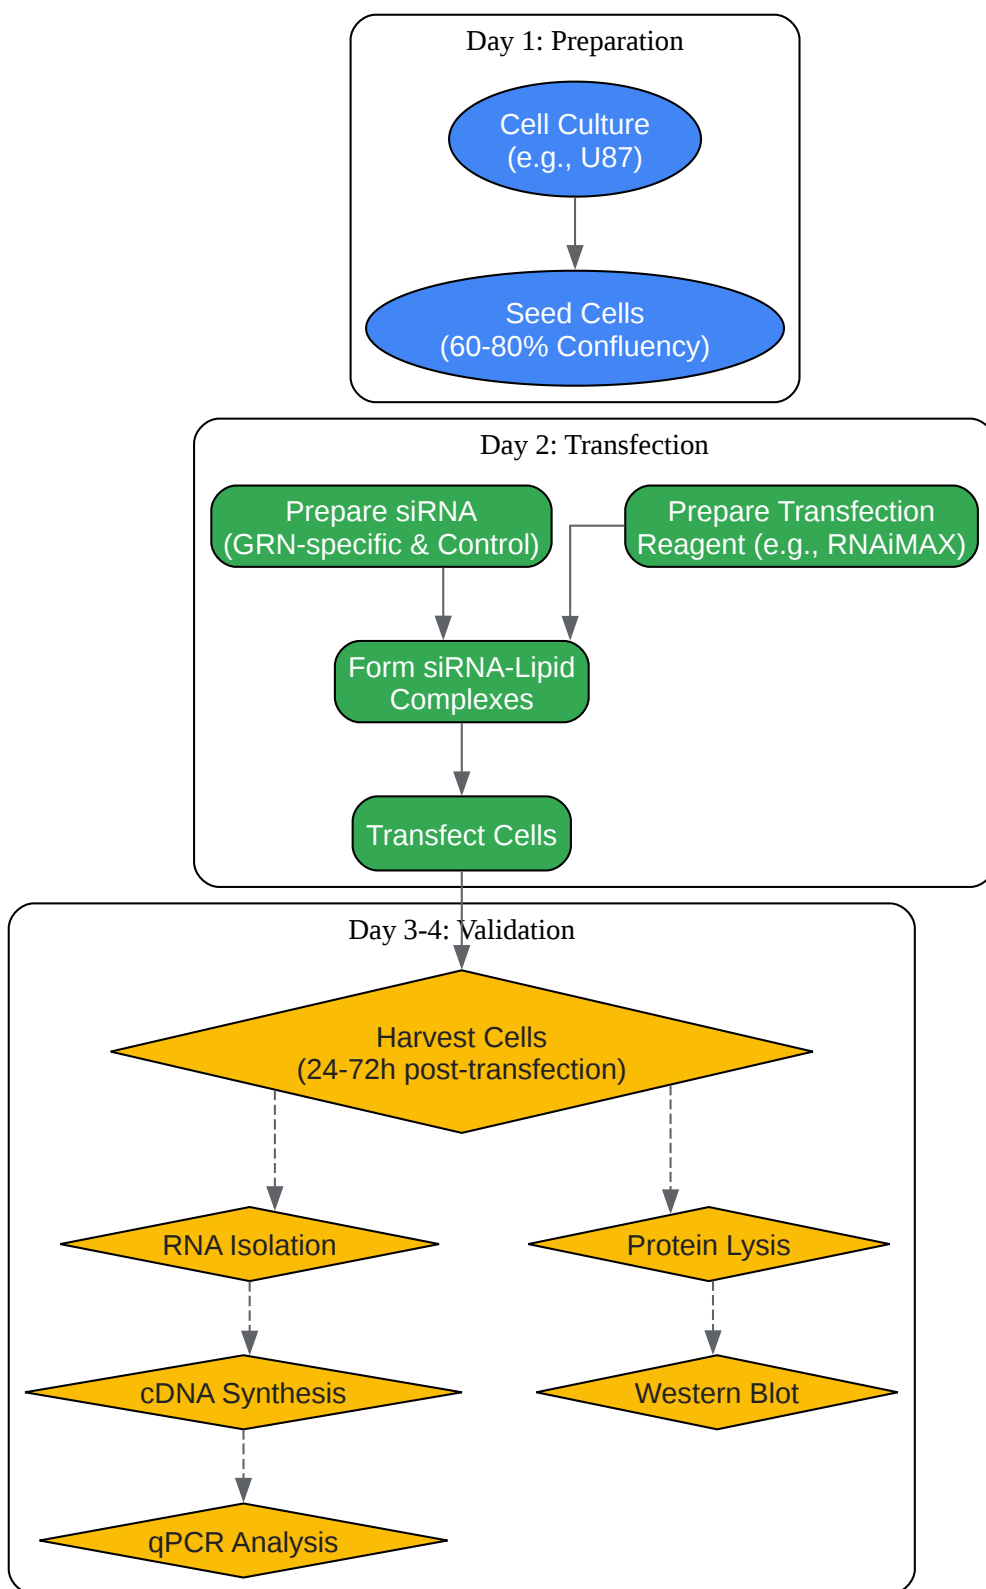 Day 1: Preparation
Cell Culture
(e.g., U87)
Seed Cells
(60-80% Confluency)
Day 2: Transfection
Prepare siRNA
(GRN-specific & Control)
Prepare Transfection
Reagent (e.g., RNAiMAX)
Form siRNA-Lipid
Complexes
Transfect Cells
Day 3-4: Validation
Harvest Cells
(24-72h post-transfection)
RNA Isolation
Protein Lysis
cDNA Synthesis
Western Blot
qPCR Analysis